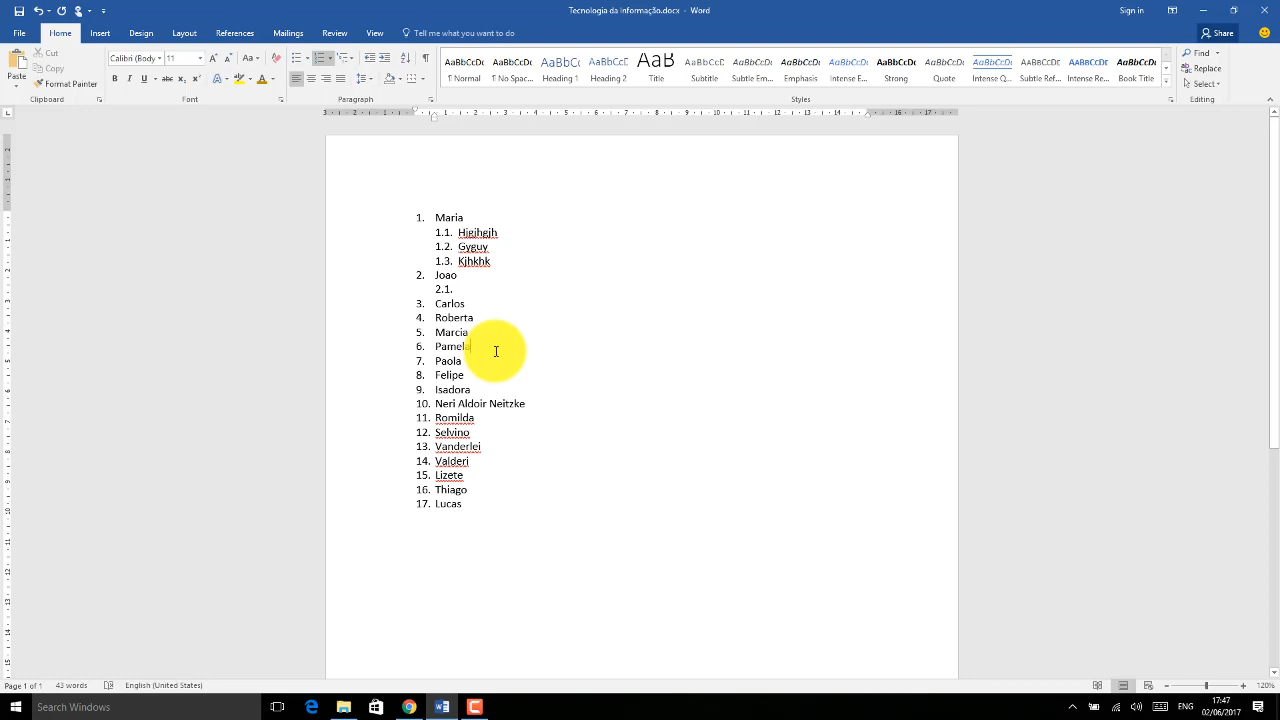 Tecnologia da Informação.docx - Word
Sign in
File Home Insert Design Layout References Mailings Review View Tell me what you want to do
Share
Paste
Cut
Copy
Format Painter
Clipboard
Calibri (Body) 11
Font
Paragraph
AaBbCcDc AaBbCcDc AaBbCc AaBbCcC AaB AaBbCcD AaBbCcDc AaBbCcDc AaBbCcDc AaBbCcDc AaBbCcDc AaBbCcDc AaBbCcDc AaBbCcDc AaBbCcDc
¶ Normal ¶ No Spac... Heading 1 Heading 2 Title Subtitle Subtle Em... Emphasis Intense E... Strong Quote Intense Q... Subtle Ref... Intense Re... Book Title
Styles
Find
Replace
Select
Editing
1. Maria
1.1. Hjgjhgjh
1.2. Gyguy
1.3. Kjhkhk
2. Joao
2.1.
3. Carlos
4. Roberta
5. Marcia
6. Pamela
7. Paola
8. Felipe
9. Isadora
10. Neri Aldoir Neitzke
11. Romilda
12. Selvino
13. Vanderlei
14. Valderi
15. Lizete
16. Thiago
17. Lucas
Page 1 of 1 43 words English (United States)
120%
Search Windows
ENG
17:47
02/06/2017